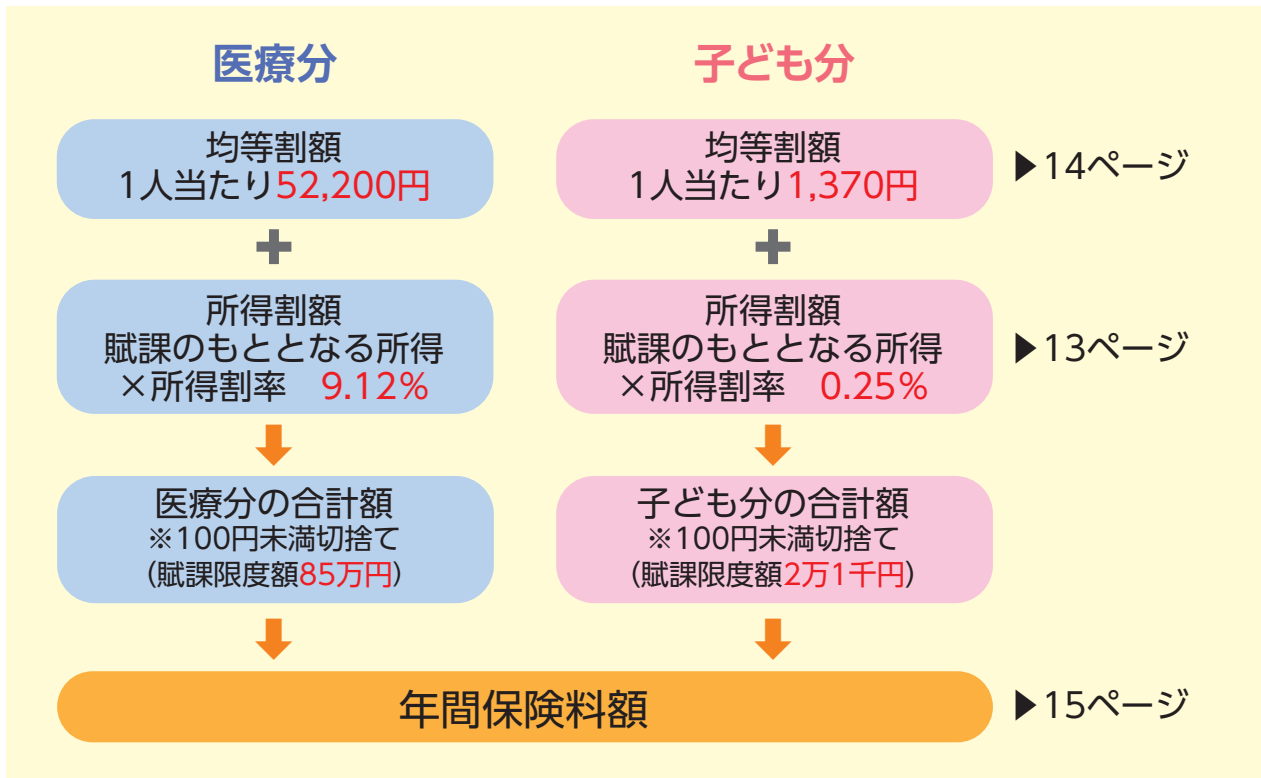 医療分
子ども分
均等割額
1人当たり52,200円
均等割額
1人当たり1,370円
▶14ページ
所得割額
賦課のもととなる所得
×所得割率　9.12%
所得割額
賦課のもととなる所得
×所得割率　0.25%
▶13ページ
医療分の合計額
※100円未満切捨て
(賦課限度額85万円)
子ども分の合計額
※100円未満切捨て
(賦課限度額2万1千円)
年間保険料額
▶15ページ